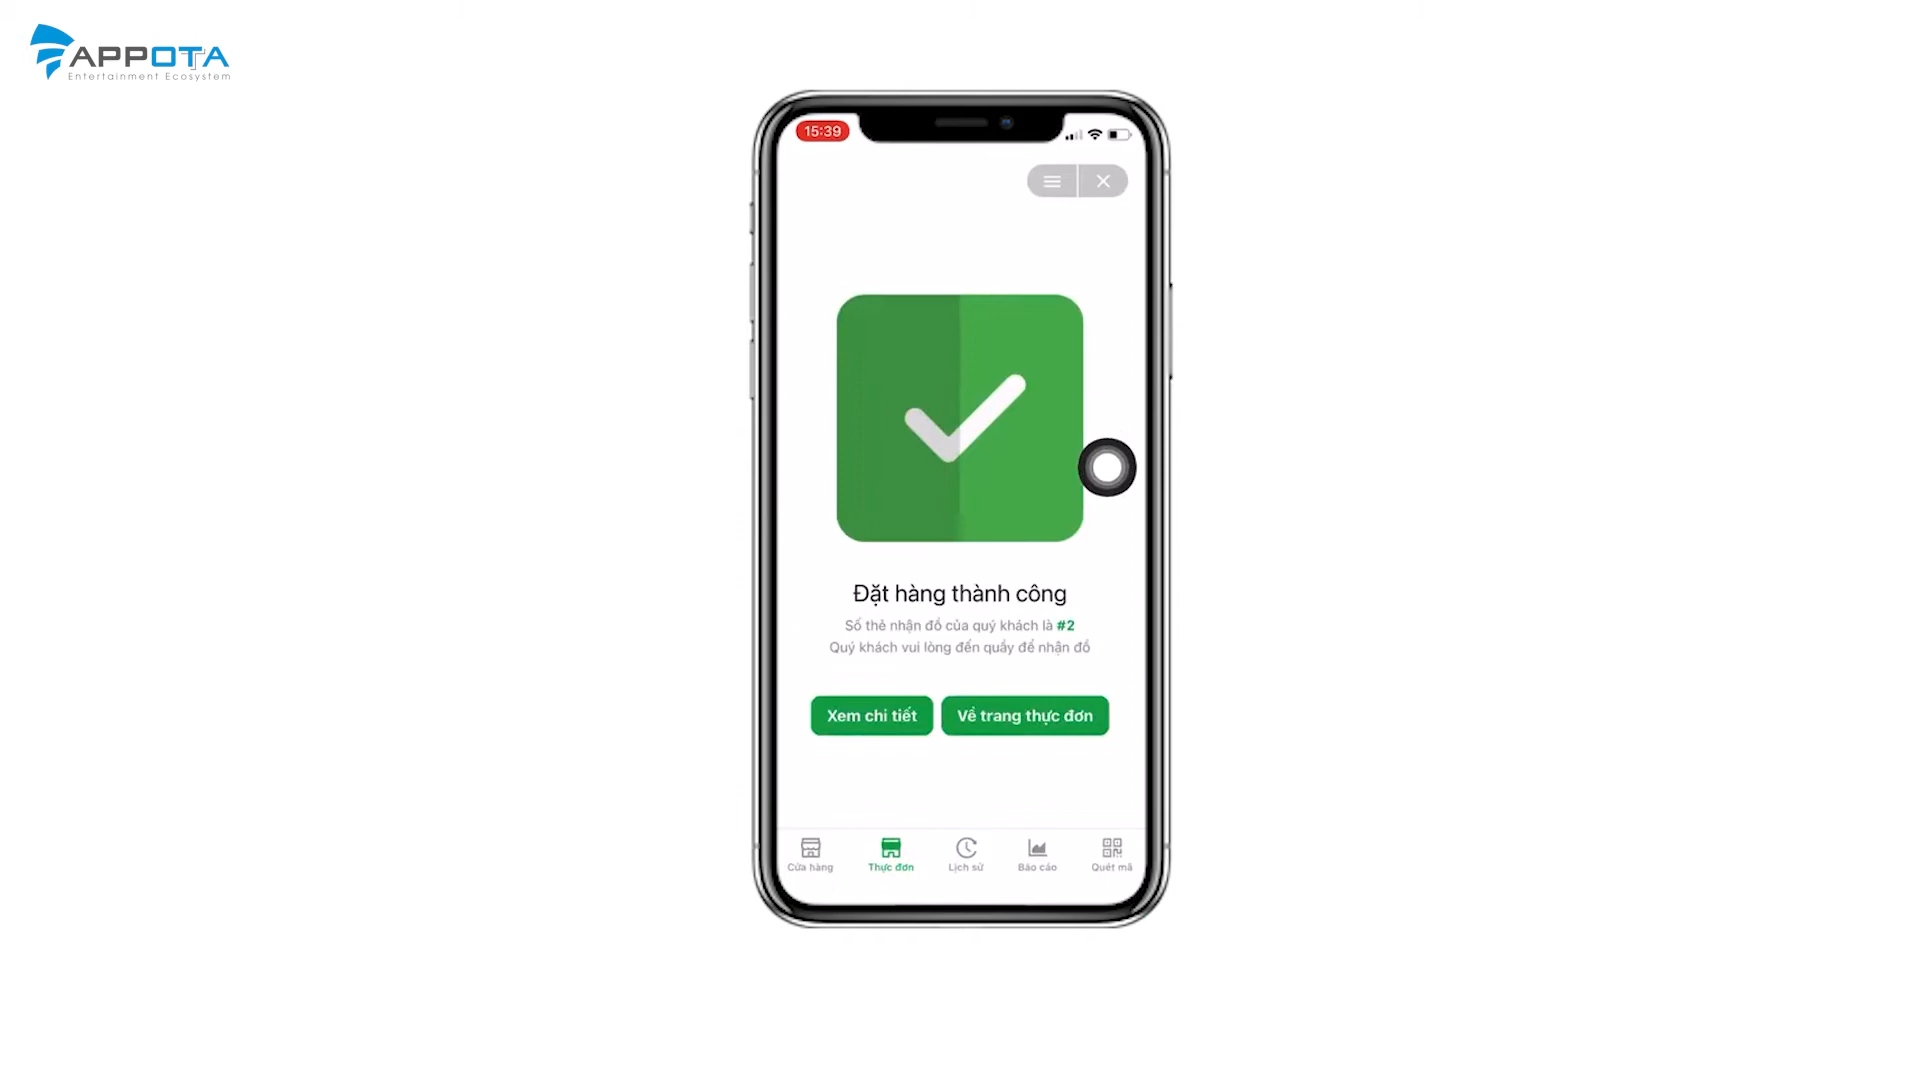 APPOTA
Entertainment Ecosystem
15:39
Đặt hàng thành công
Số thẻ nhận đồ của quý khách là #2
Quý khách vui lòng đến quầy để nhận đồ
Xem chi tiết
Về trang thực đơn
Cửa hàng
Thực đơn
Lịch sử
Báo cáo
Quét mã